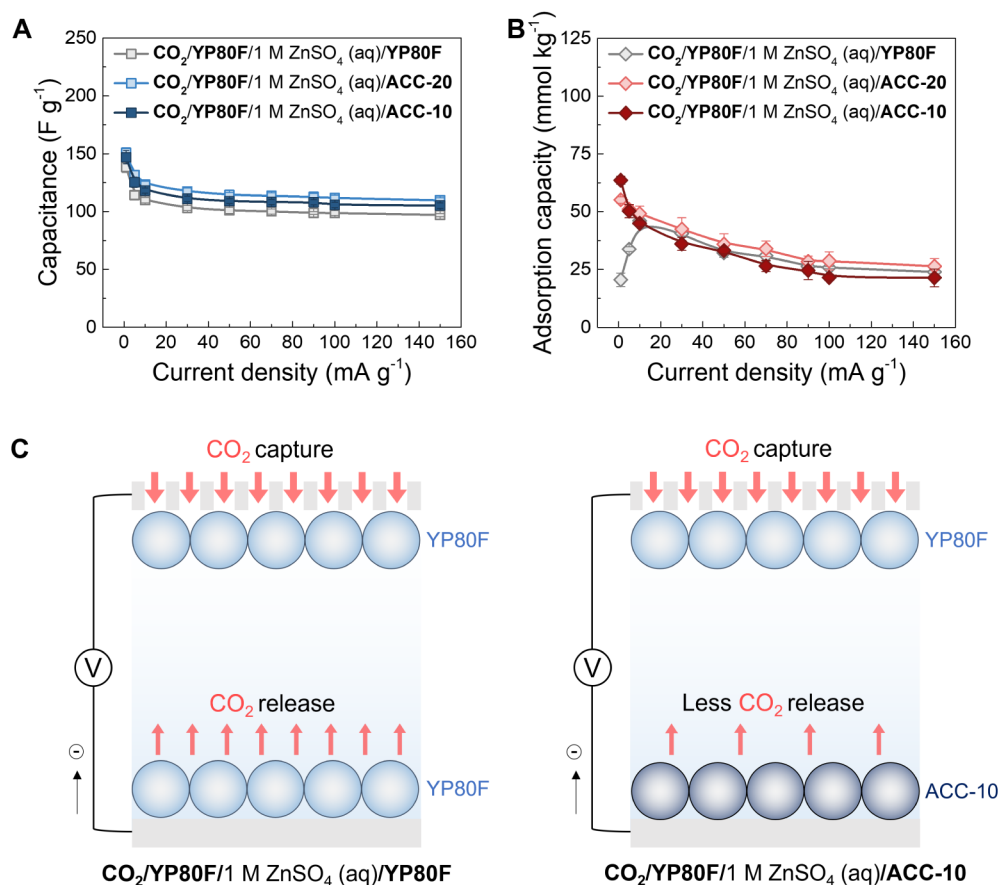 A
250
200
150
100
50
0
Capacitance (F g⁻¹)
CO₂/YP80F/1 M ZnSO₄ (aq)/YP80F
CO₂/YP80F/1 M ZnSO₄ (aq)/ACC-20
CO₂/YP80F/1 M ZnSO₄ (aq)/ACC-10
0 20 40 60 80 100 120 140 160
Current density (mA g⁻¹)
B
125
100
75
50
25
0
Adsorption capacity (mmol kg⁻¹)
CO₂/YP80F/1 M ZnSO₄ (aq)/YP80F
CO₂/YP80F/1 M ZnSO₄ (aq)/ACC-20
CO₂/YP80F/1 M ZnSO₄ (aq)/ACC-10
0 20 40 60 80 100 120 140 160
Current density (mA g⁻¹)
C
CO₂ capture
YP80F
V
CO₂ release
⊖
YP80F
CO₂/YP80F/1 M ZnSO₄ (aq)/YP80F
CO₂ capture
YP80F
V
Less CO₂ release
⊖
ACC-10
CO₂/YP80F/1 M ZnSO₄ (aq)/ACC-10